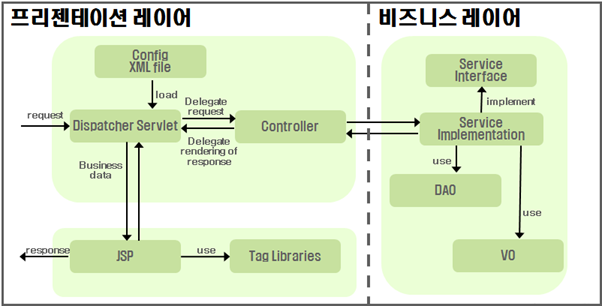 프리젠테이션 레이어
비즈니스 레이어
Config
XML file
load
request
Dispatcher Servlet
Delegate
request
Delegate
rendering of
response
Controller
Business
data
response
JSP
use
Tag Libraries
Service
Interface
implement
Service
Implementation
use
DAO
use
VO